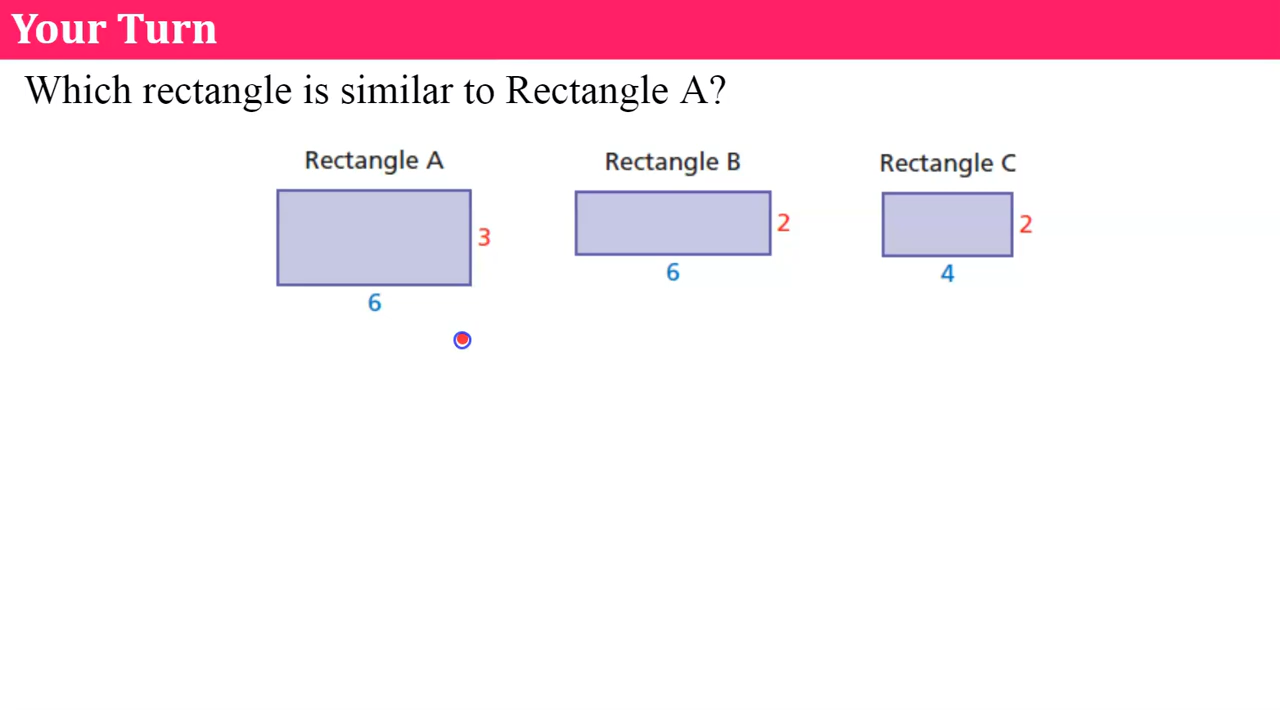 Your Turn
Which rectangle is similar to Rectangle A?
Rectangle A Rectangle B Rectangle C
3 2 2
6 6 4